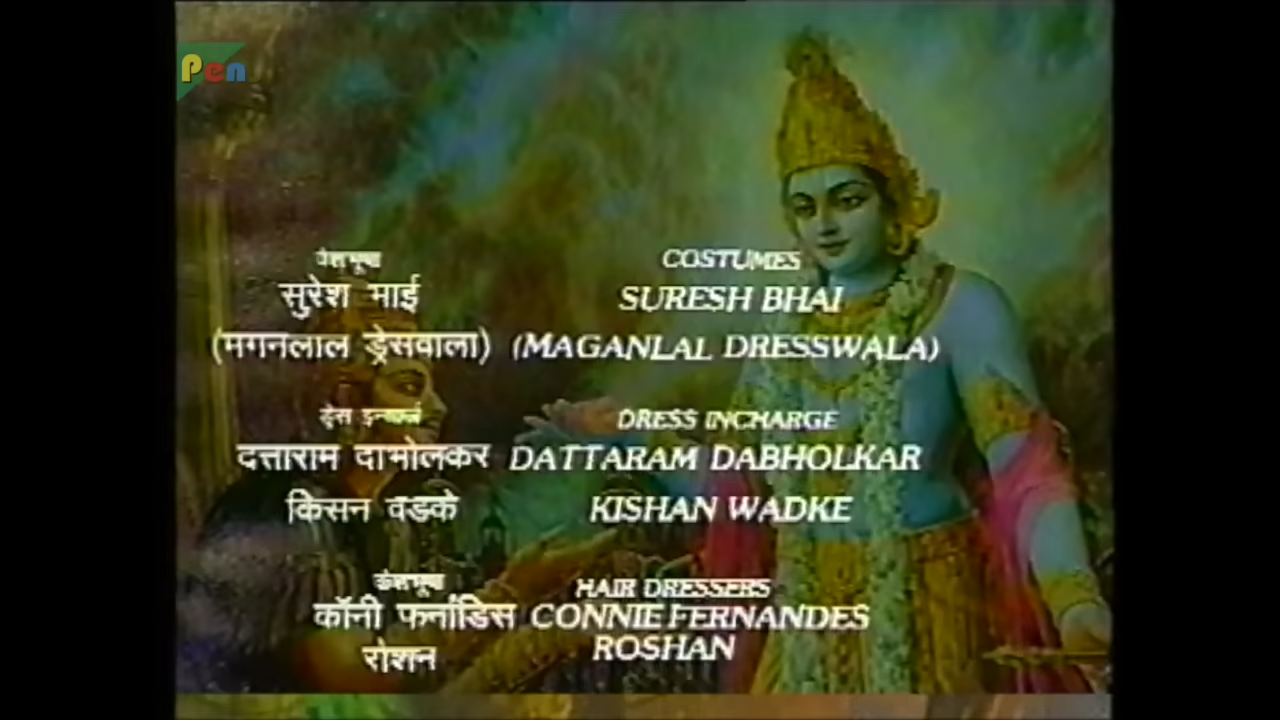 Pen
वेशभूषा COSTUMES
सुरेश भाई SURESH BHAI
(मगनलाल ड्रेसवाला) (MAGANLAL DRESSWALA)
ड्रेस इन्चार्ज DRESS INCHARGE
दत्ताराम दाभोलकर DATTARAM DABHOLKAR
किसन वडके KISHAN WADKE
केशभूषा HAIR DRESSERS
कॉनी फर्नांडिस CONNIE FERNANDES
रोशन ROSHAN